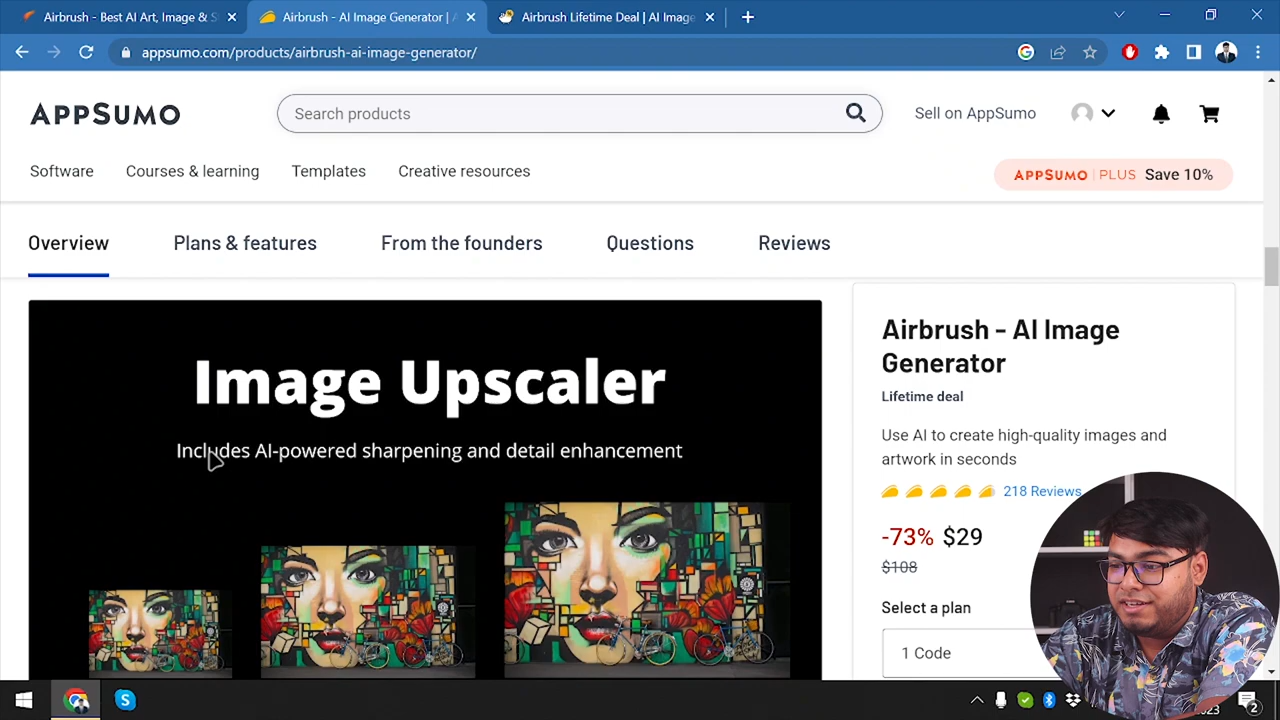 Airbrush - Best AI Art, Image & S
Airbrush - AI Image Generator | A
Airbrush Lifetime Deal | AI Image
appsumo.com/products/airbrush-ai-image-generator/
APPSUMO
Search products
Sell on AppSumo
Software
Courses & learning
Templates
Creative resources
APPSUMO | PLUS Save 10%
Overview
Plans & features
From the founders
Questions
Reviews
Image Upscaler
Includes AI-powered sharpening and detail enhancement
Airbrush - AI Image
Generator
Lifetime deal
Use AI to create high-quality images and
artwork in seconds
218 Reviews
-73% $29
$108
Select a plan
1 Code
2